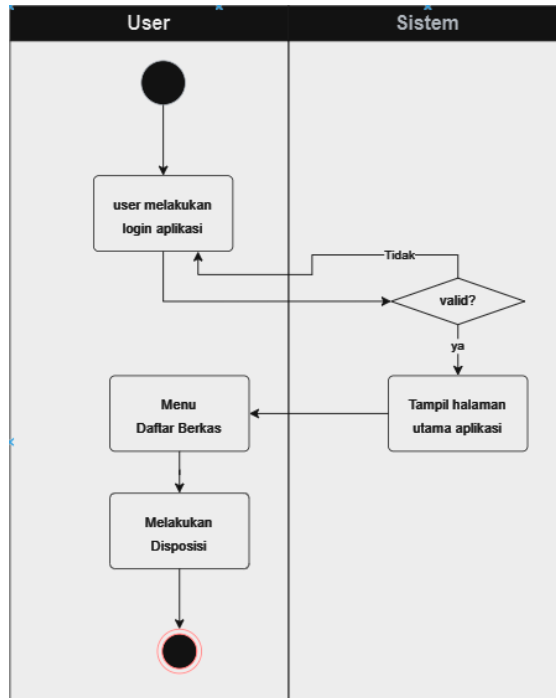 User
Sistem
user melakukan
login aplikasi
Tidak
valid?
ya
Menu
Daftar Berkas
Tampil halaman
utama aplikasi
Melakukan
Disposisi